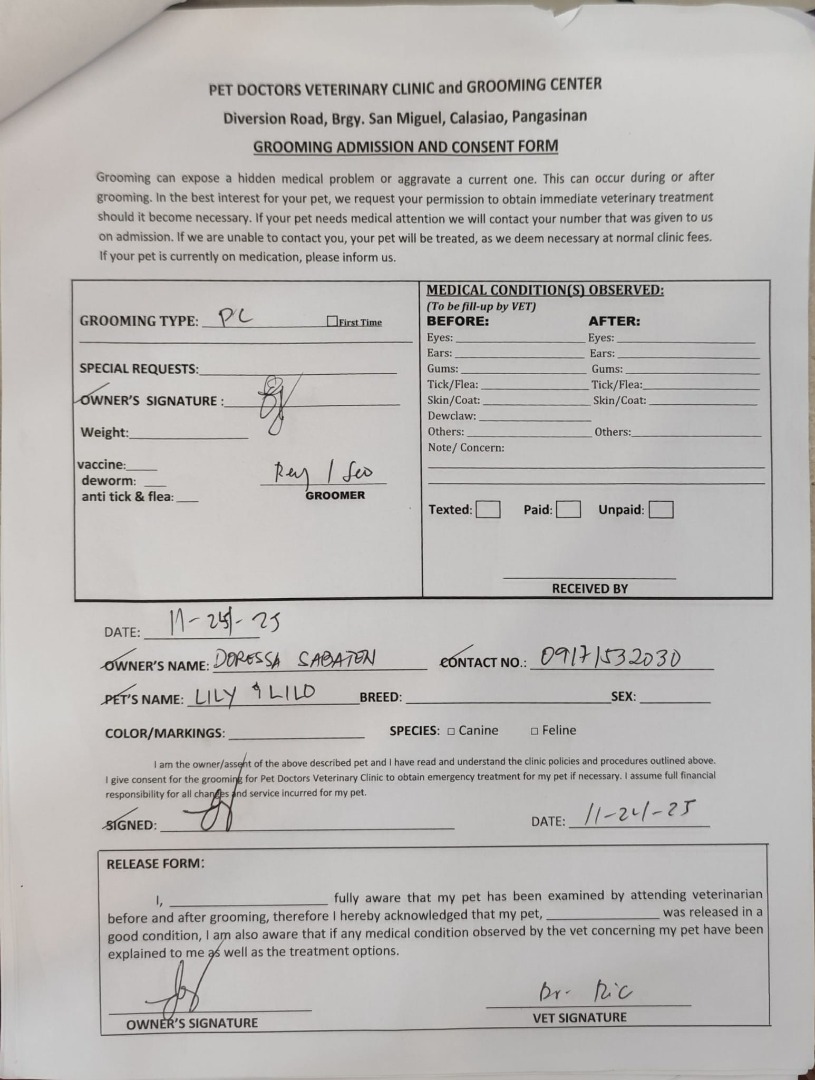 PET DOCTORS VETERINARY CLINIC and GROOMING CENTER
Diversion Road, Brgy. San Miguel, Calasiao, Pangasinan
GROOMING ADMISSION AND CONSENT FORM
Grooming can expose a hidden medical problem or aggravate a current one. This can occur during or after
grooming. In the best interest for your pet, we request your permission to obtain immediate veterinary treatment
should it become necessary. If your pet needs medical attention we will contact your number that was given to us
on admission. If we are unable to contact you, your pet will be treated, as we deem necessary at normal clinic fees.
If your pet is currently on medication, please inform us.
GROOMING TYPE: PC First Time
SPECIAL REQUESTS:
OWNER'S SIGNATURE :
Weight:
vaccine:
deworm:
anti tick & flea:
Rey / Seo
GROOMER
MEDICAL CONDITION(S) OBSERVED:
(To be fill-up by VET)
BEFORE: AFTER:
Eyes: Eyes:
Ears: Ears:
Gums: Gums:
Tick/Flea: Tick/Flea:
Skin/Coat: Skin/Coat:
Dewclaw:
Others: Others:
Note/ Concern:
Texted: Paid: Unpaid:
RECEIVED BY
DATE: 11-24-25
OWNER'S NAME: DORESSA SABATEN CONTACT NO.: 09171532030
PET'S NAME: LILY & LILO BREED: SEX:
COLOR/MARKINGS: SPECIES: Canine Feline
I am the owner/assent of the above described pet and I have read and understand the clinic policies and procedures outlined above.
I give consent for the grooming for Pet Doctors Veterinary Clinic to obtain emergency treatment for my pet if necessary. I assume full financial
responsibility for all changes and service incurred for my pet.
SIGNED: DATE: 11-24-25
RELEASE FORM:
I, fully aware that my pet has been examined by attending veterinarian
before and after grooming, therefore I hereby acknowledged that my pet, was released in a
good condition, I am also aware that if any medical condition observed by the vet concerning my pet have been
explained to me as well as the treatment options.
Dr. Ric
OWNER'S SIGNATURE VET SIGNATURE